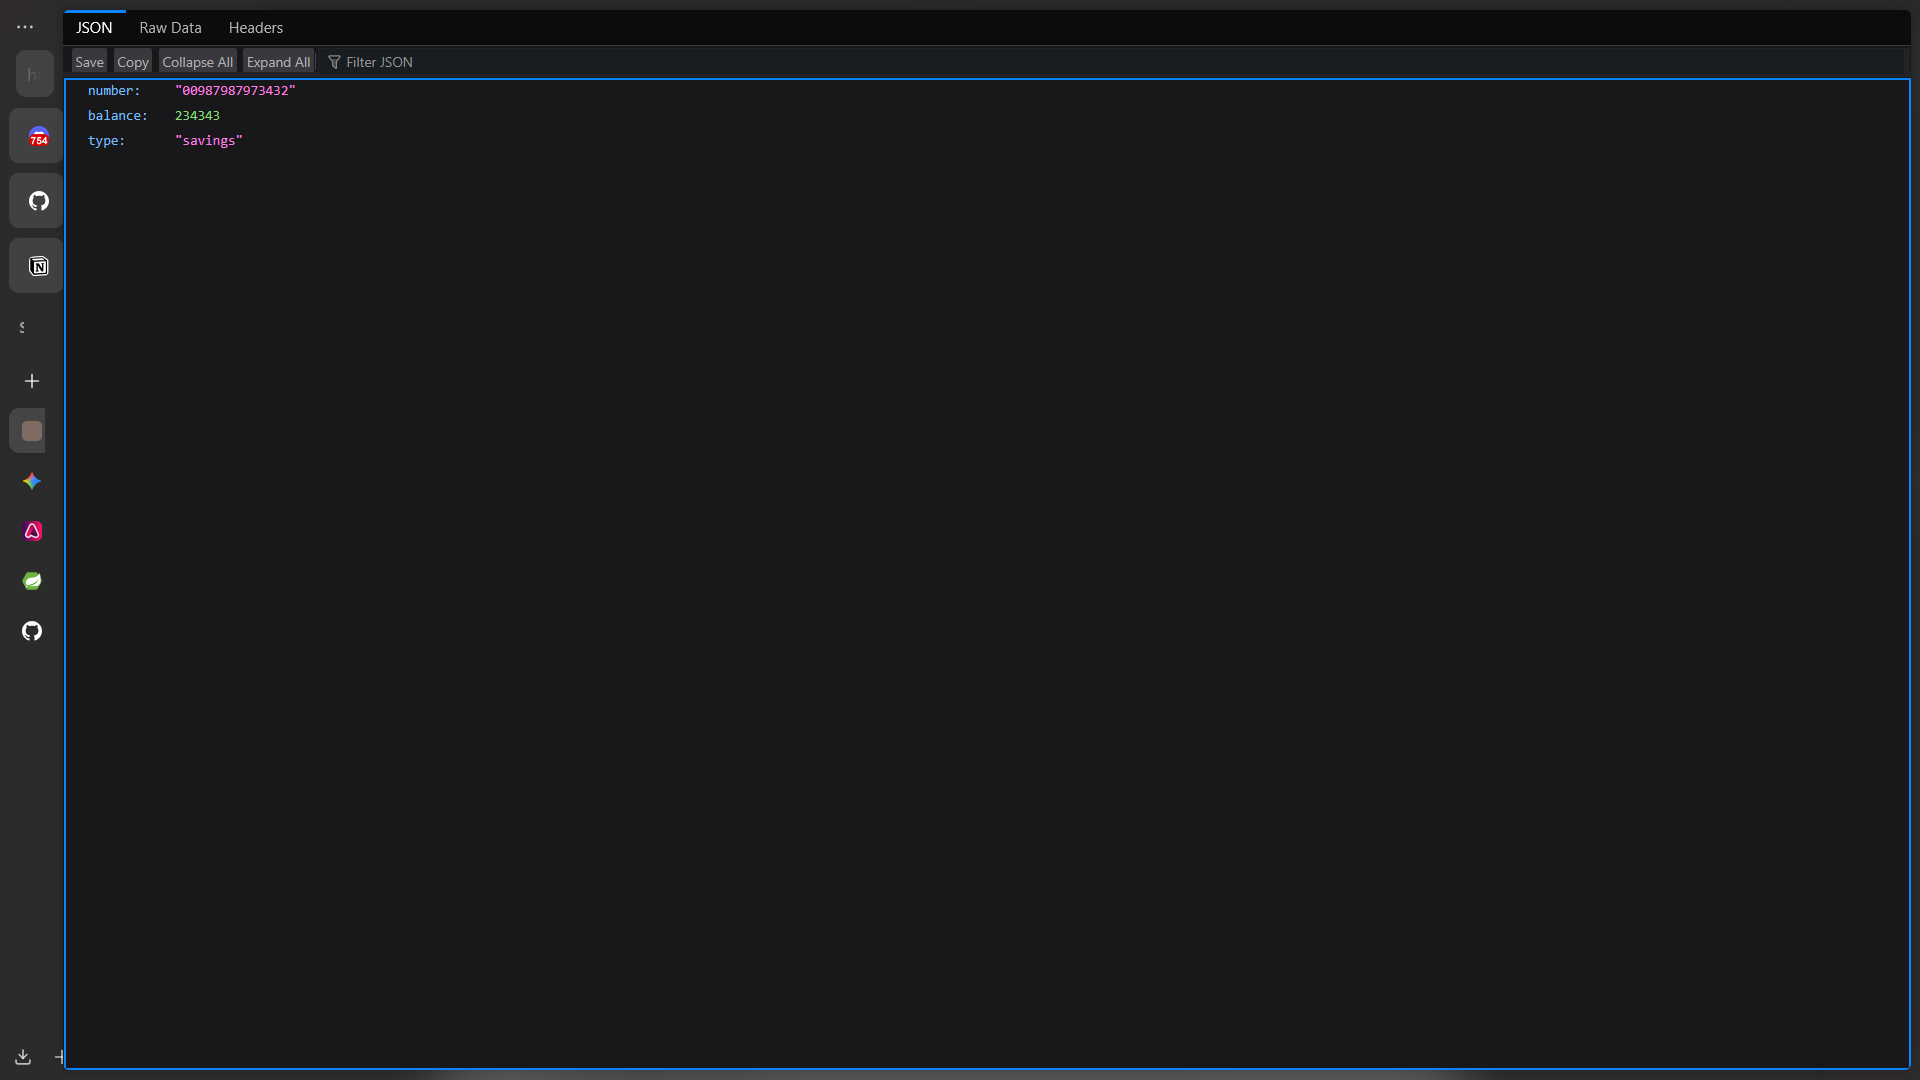 JSON Raw Data Headers
Save Copy Collapse All Expand All Filter JSON
h
number: "00987987973432"
balance: 234343
754
type: "savings"
N